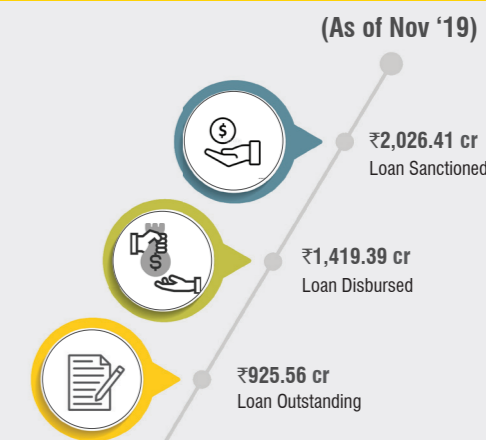 (As of Nov ‘19)
₹2,026.41 cr
Loan Sanctioned
₹1,419.39 cr
Loan Disbursed
₹925.56 cr
Loan Outstanding